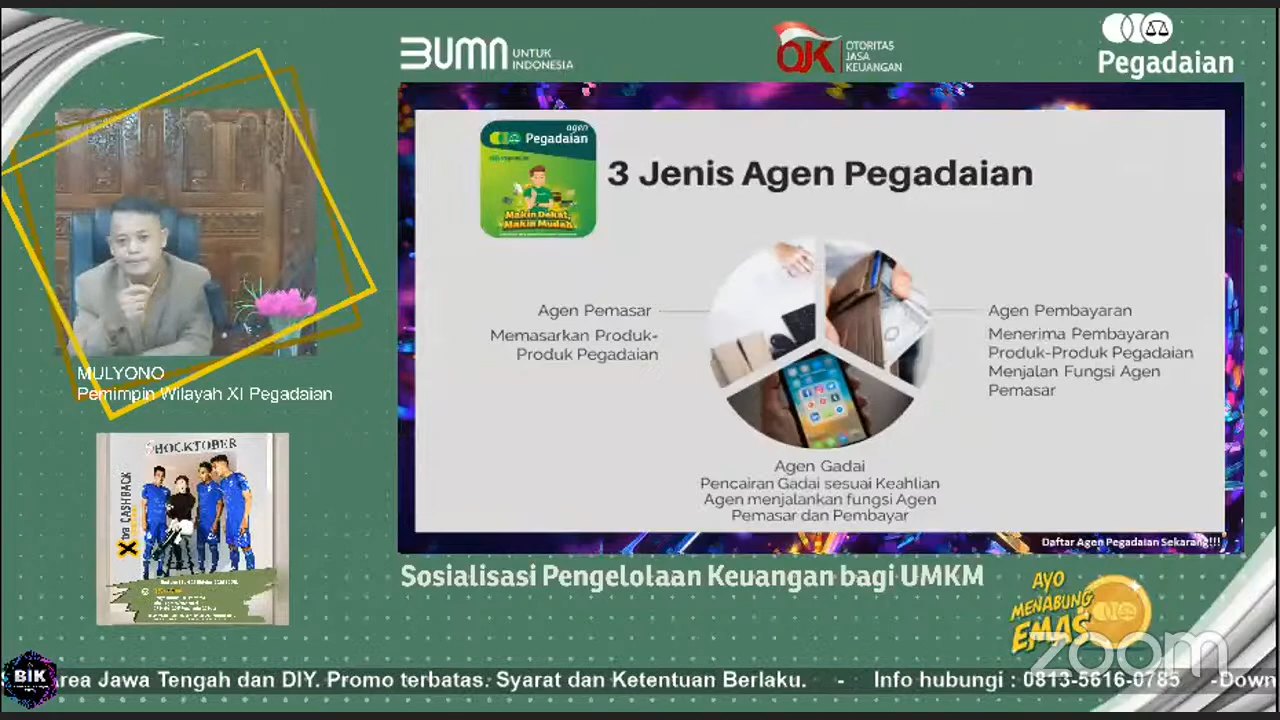 BUMN UNTUK INDONESIA
OJK OTORITAS JASA KEUANGAN
Pegadaian
agen
Pegadaian
Makin Dekat,
Makin Mudah
3 Jenis Agen Pegadaian
Agen Pemasar
Memasarkan Produk-
Produk Pegadaian
Agen Pembayaran
Menerima Pembayaran
Produk-Produk Pegadaian
Menjalan Fungsi Agen
Pemasar
Agen Gadai
Pencairan Gadai sesuai Keahlian
Agen menjalankan fungsi Agen
Pemasar dan Pembayar
Daftar Agen Pegadaian Sekarang!!!
MULYONO
Pemimpin Wilayah XI Pegadaian
SHOCKTOBER
Xtra CASHBACK
Sosialisasi Pengelolaan Keuangan bagi UMKM
AYO
MENABUNG
EMAS
zoom
BIK
rea Jawa Tengah dan DIY. Promo terbatas. Syarat dan Ketentuan Berlaku. - Info hubungi : 0813-5616-0785 -Down